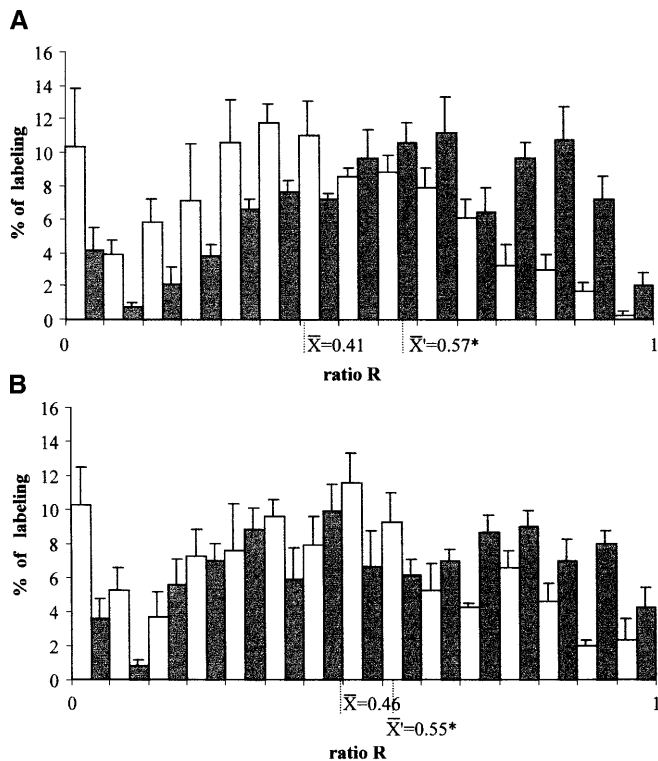 A
16
14
12
10
8
6
4
2
0
% of labeling
0
X̄=0.41
X̄'=0.57*
1
ratio R
B
16
14
12
10
8
6
4
2
0
% of labeling
0
X̄=0.46
1
X̄'=0.55*
ratio R